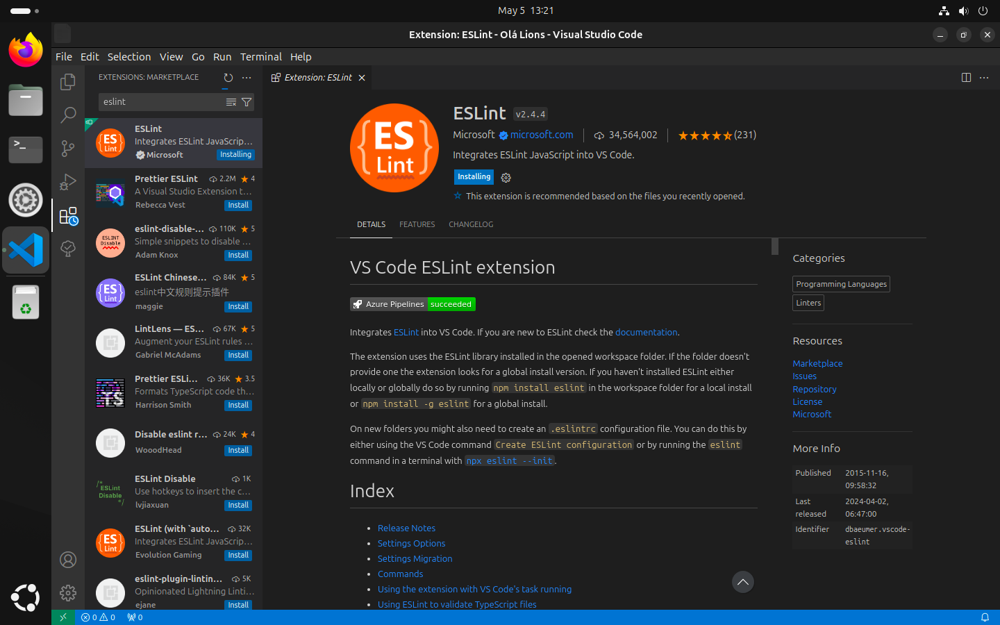 May 5 13:21
Extension: ESLint - Olá Lions - Visual Studio Code
File Edit Selection View Go Run Terminal Help
EXTENSIONS: MARKETPLACE
eslint
ESLint
Integrates ESLint JavaScrip...
Microsoft
Installing
Prettier ESLint 2.2M 4
A Visual Studio Extension t...
Rebecca Vest
Install
eslint-disable-... 110K 5
Simple snippets to disable ...
Adam Knox
Install
ESLint Chinese... 84K 5
eslint中文规则提示插件
maggie
Install
LintLens — ES... 67K 5
Augment your ESLint rules ...
Gabriel McAdams
Install
Prettier ESLi... 36K 3.5
Formats TypeScript code th...
Harrison Smith
Install
Disable eslint r... 24K 4
WooodHead
Install
ESLint Disable 1K
Use hotkeys to insert the c...
lvjiaxuan
Install
ESLint (with `auto... 32K
Integrates ESLint JavaScrip...
Evolution Gaming
Install
eslint-plugin-lintin... 5K
Opinionated Lightning Linti...
ejane
Install
Extension: ESLint
ES
Lint
ESLint v2.4.4
Microsoft microsoft.com 34,564,002 (231)
Integrates ESLint JavaScript into VS Code.
Installing
This extension is recommended based on the files you recently opened.
DETAILS FEATURES CHANGELOG
VS Code ESLint extension
Azure Pipelines succeeded
Integrates ESLint into VS Code. If you are new to ESLint check the documentation.
The extension uses the ESLint library installed in the opened workspace folder. If the folder doesn't
provide one the extension looks for a global install version. If you haven't installed ESLint either
locally or globally do so by running npm install eslint in the workspace folder for a local install
or npm install -g eslint for a global install.
On new folders you might also need to create an .eslintrc configuration file. You can do this by
either using the VS Code command Create ESLint configuration or by running the eslint
command in a terminal with npx eslint --init.
Index
Release Notes
Settings Options
Settings Migration
Commands
Using the extension with VS Code's task running
Using ESLint to validate TypeScript files
Categories
Programming Languages
Linters
Resources
Marketplace
Issues
Repository
License
Microsoft
More Info
Published 2015-11-16,
09:58:32
Last 2024-04-02,
released 06:47:00
Identifier dbaeumer.vscode-
eslint
0 0 0